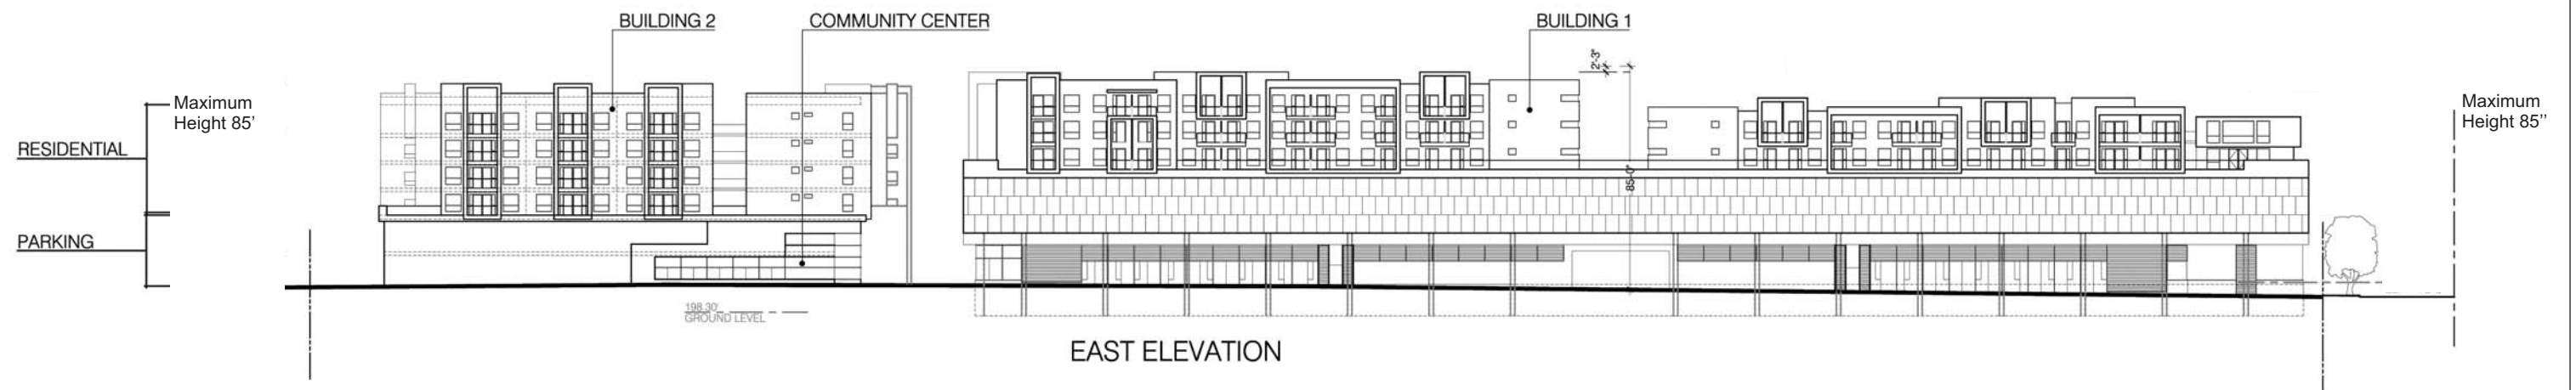 BUILDING 2
COMMUNITY CENTER
BUILDING 1
2'-3"
Maximum
Height 85’
Maximum
Height 85’’
RESIDENTIAL
85'-0"
PARKING
198.30'
GROUND LEVEL
EAST ELEVATION